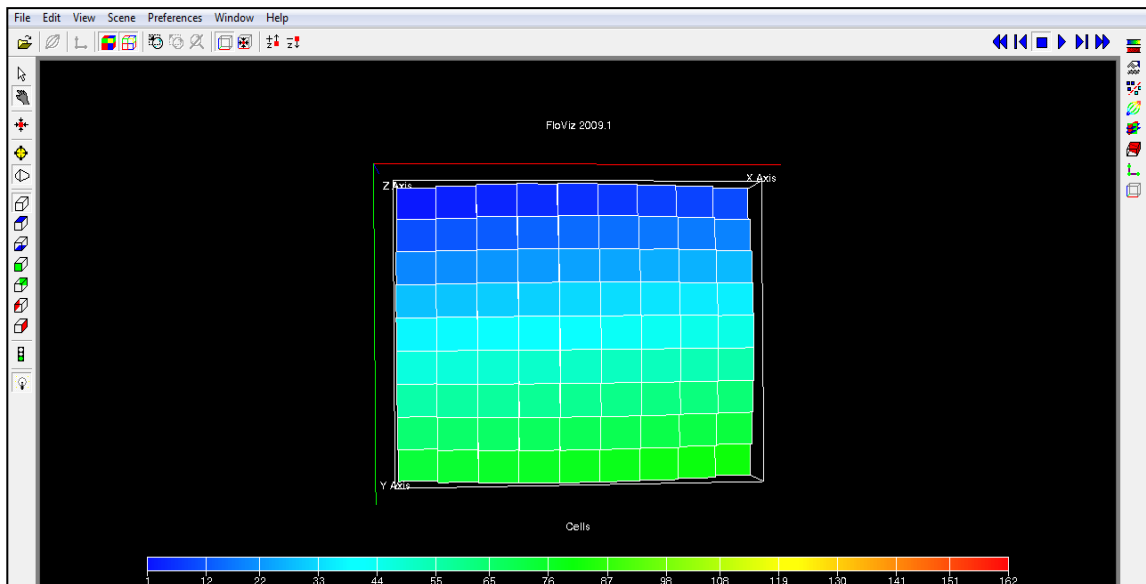 File Edit View Scene Preferences Window Help
FloViz 2009.1
Z Axis X Axis
Y Axis
Cells
1 12 22 33 44 55 65 76 87 98 108 119 130 141 151 162